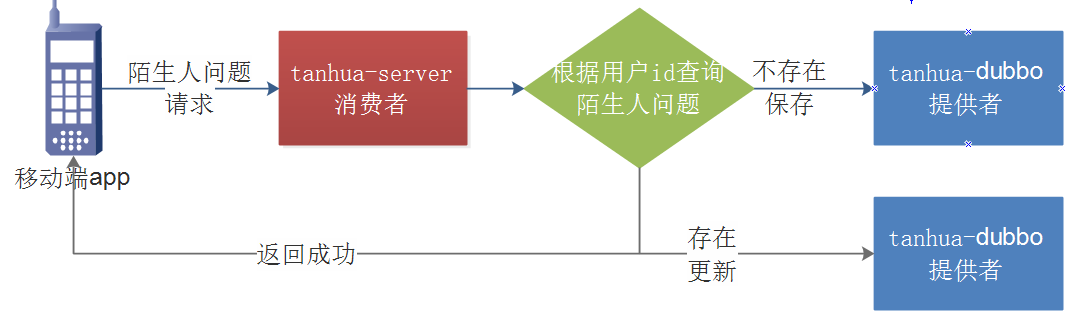 陌生人问题
请求
tanhua-server
消费者
根据用户id查询
陌生人问题
不存在
保存
tanhua-dubbo
提供者
移动端app
返回成功
存在
更新
tanhua-dubbo
提供者